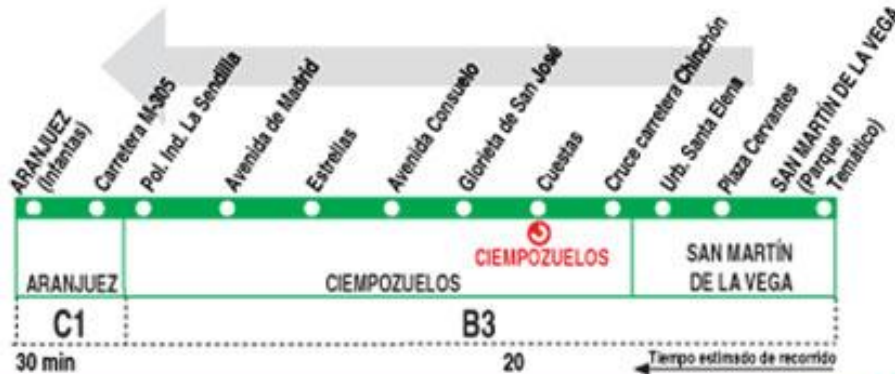 ARANJUEZ
(Intantas)
Carretera M-305
Pol. Ind. La Sendilla
Avenida de Madrid
Estrellas
Avenida Consuelo
Glorieta de San José
Cuestas
Cruce carretera Chinchón
Urb. Santa Elena
Plaza Cervantes
SAN MARTÍN DE LA VEGA
(Parque
Temático)
CIEMPOZUELOS
ARANJUEZ
CIEMPOZUELOS
SAN MARTÍN
DE LA VEGA
C1
B3
30 min
20
Tiempo estimado de recorrido